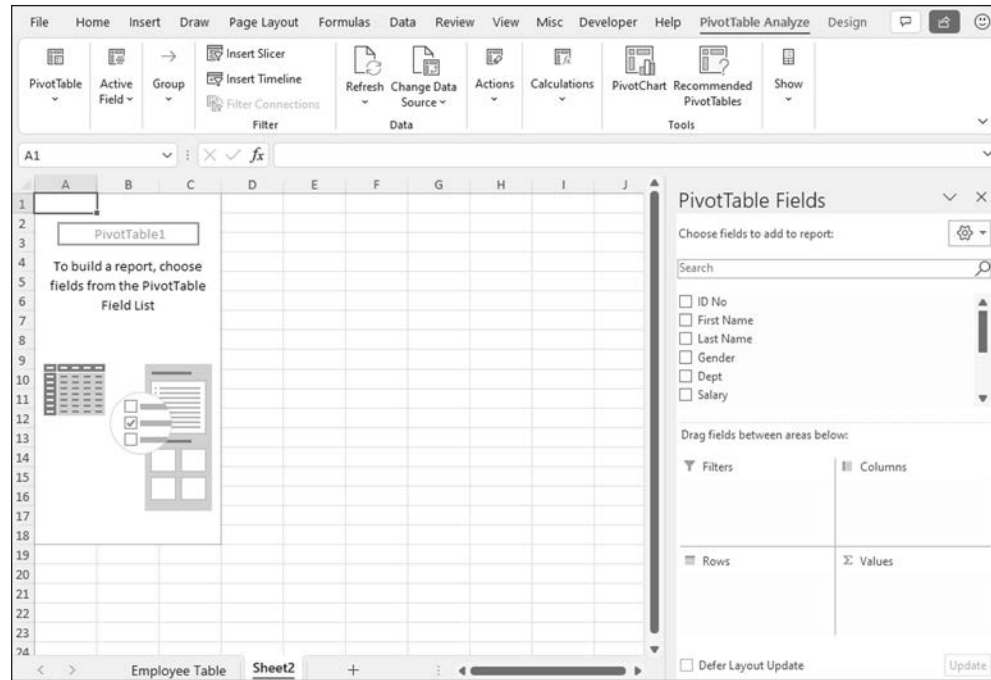 File Home Insert Draw Page Layout Formulas Data Review View Misc Developer Help PivotTable Analyze Design
PivotTable
Active Field
Group
Insert Slicer
Insert Timeline
Filter Connections
Filter
Refresh
Change Data Source
Data
Actions
Calculations
PivotChart
Recommended PivotTables
Tools
Show
A1
fx
A B C D E F G H I J
1
2
3
4
5
6
7
8
9
10
11
12
13
14
15
16
17
18
19
20
21
22
23
24
PivotTable1
To build a report, choose
fields from the PivotTable
Field List
PivotTable Fields
Choose fields to add to report:
Search
ID No
First Name
Last Name
Gender
Dept
Salary
Drag fields between areas below:
Filters
Columns
Rows
Σ Values
Defer Layout Update
Update
Employee Table Sheet2